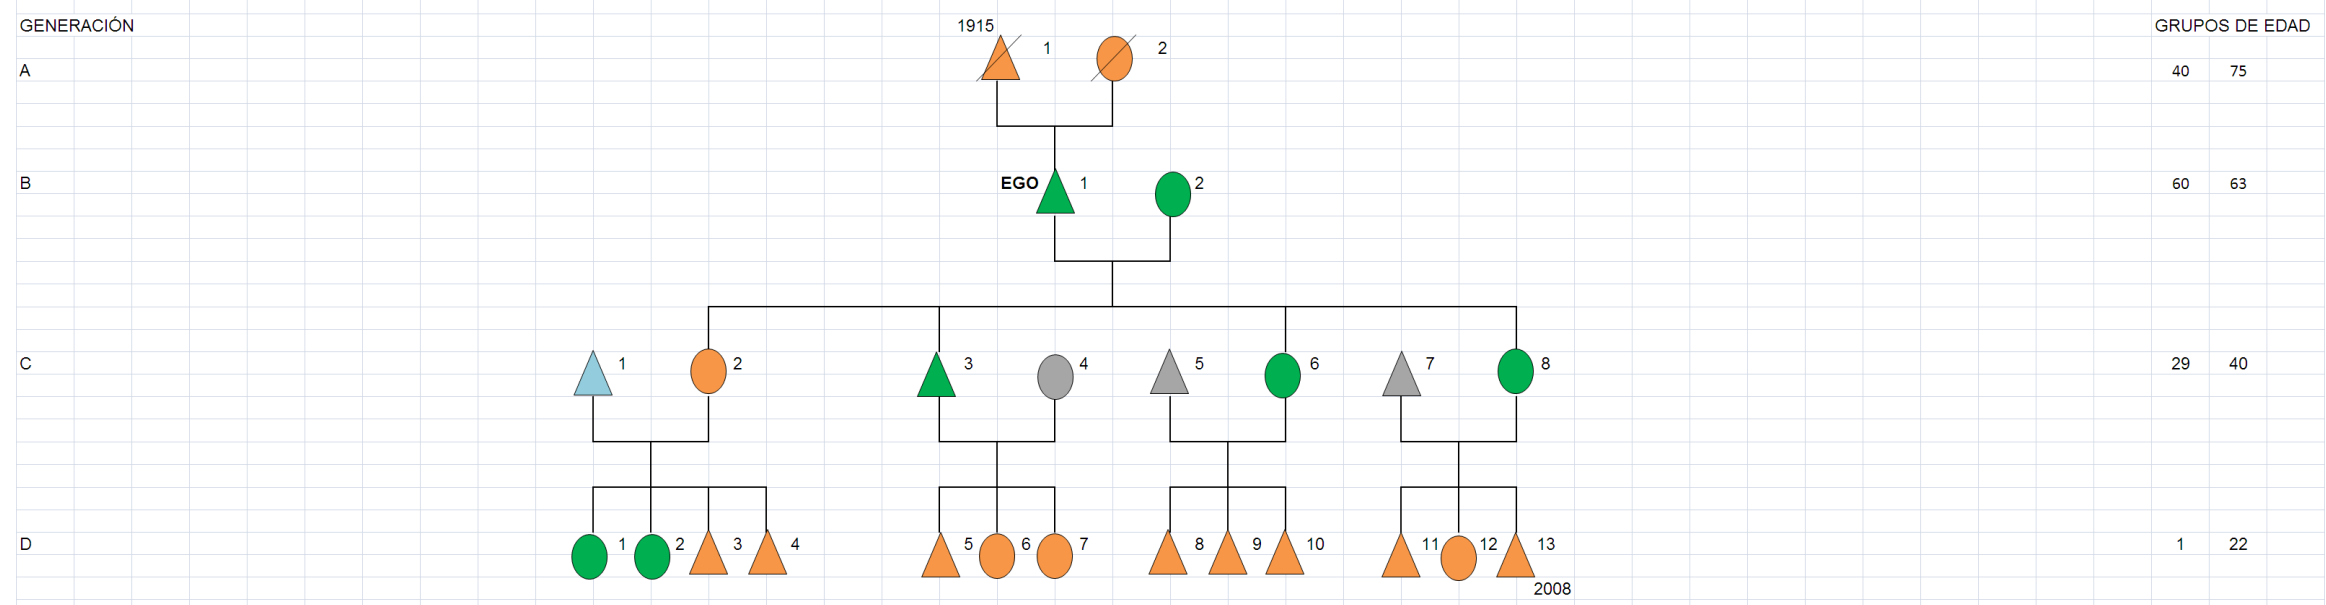 GENERACIÓN 1915 GRUPOS DE EDAD
1 2
A 40 75
B EGO 1 2 60 63
C 1 2 3 4 5 6 7 8 29 40
D 1 2 3 4 5 6 7 8 9 10 11 12 13 1 22
2008